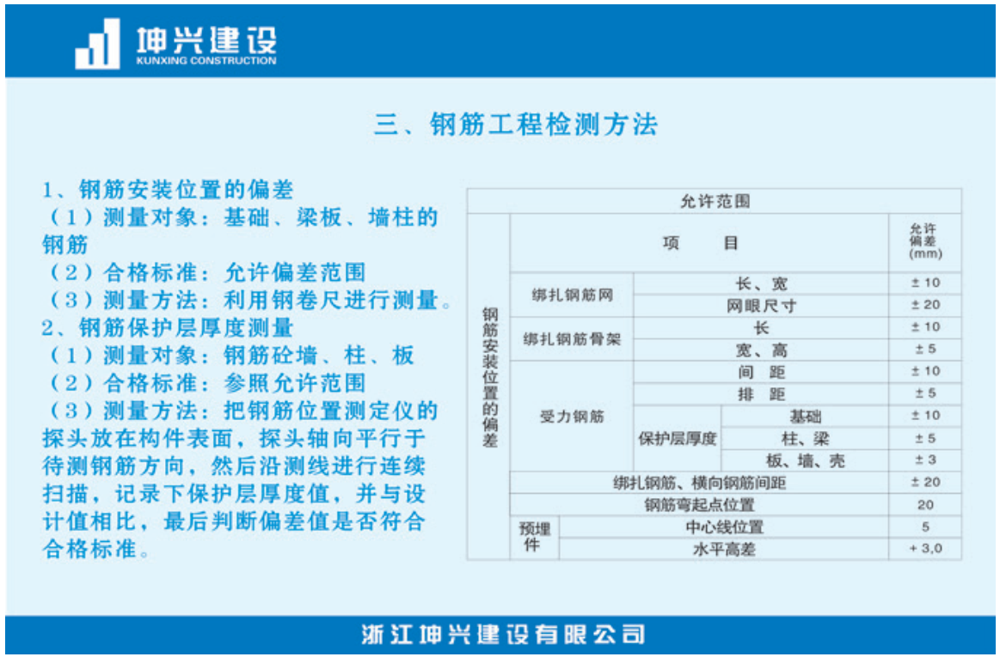 坤兴建设
KUNXING CONSTRUCTION
三、钢筋工程检测方法
1、钢筋安装位置的偏差
（1）测量对象：基础、梁板、墙柱的
钢筋
（2）合格标准：允许偏差范围
（3）测量方法：利用钢卷尺进行测量。
2、钢筋保护层厚度测量
（1）测量对象：钢筋砼墙、柱、板
（2）合格标准：参照允许范围
（3）测量方法：把钢筋位置测定仪的
探头放在构件表面，探头轴向平行于
待测钢筋方向，然后沿测线进行连续
扫描，记录下保护层厚度值，并与设
计值相比，最后判断偏差值是否符合
合格标准。
允许范围
钢筋安装位置的偏差
项 目
允许
偏差
(mm)
绑扎钢筋网
长、宽 ± 10
网眼尺寸 ± 20
绑扎钢筋骨架
长 ± 10
宽、高 ± 5
受力钢筋
间 距 ± 10
排 距 ± 5
保护层厚度
基础 ± 10
柱、梁 ± 5
板、墙、壳 ± 3
绑扎钢筋、横向钢筋间距 ± 20
钢筋弯起点位置 20
预埋
件
中心线位置 5
水平高差 + 3,0
浙江坤兴建设有限公司